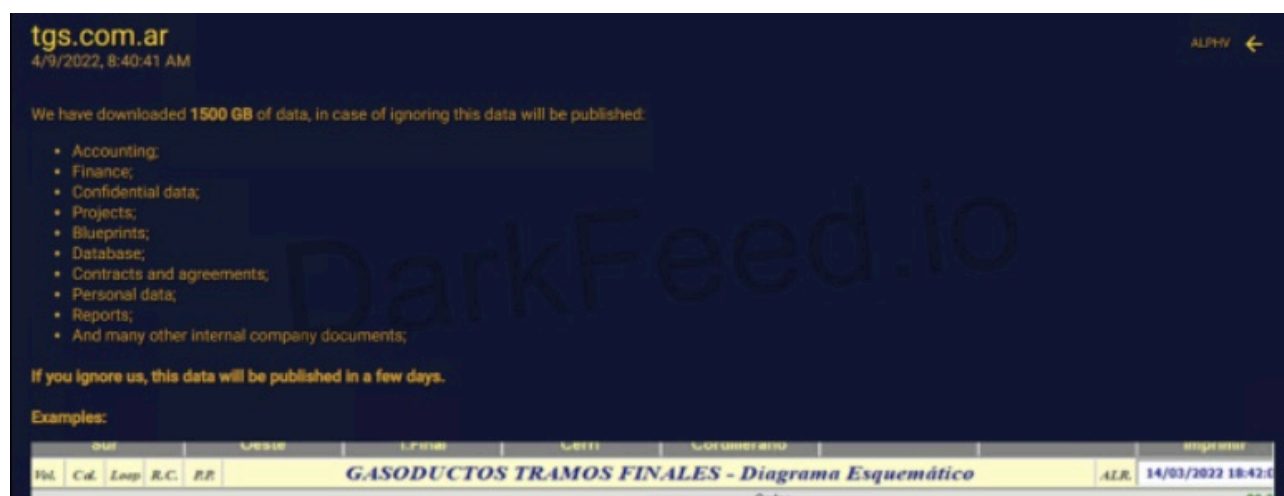 tgs.com.ar
4/9/2022, 8:40:41 AM
ALPHV
We have downloaded 1500 GB of data, in case of ignoring this data will be published:
• Accounting;
• Finance;
• Confidential data;
• Projects;
• Blueprints;
• Database;
• Contracts and agreements;
• Personal data;
• Reports;
• And many other internal company documents;
DarkFeed.io
If you ignore us, this data will be published in a few days.
Examples:
Sur Oeste T.Final Cerri Cordillerano Imprimir
Vol. Cal. Loop R.C. P.P. GASODUCTOS TRAMOS FINALES - Diagrama Esquemático ALR. 14/03/2022 18:42:0